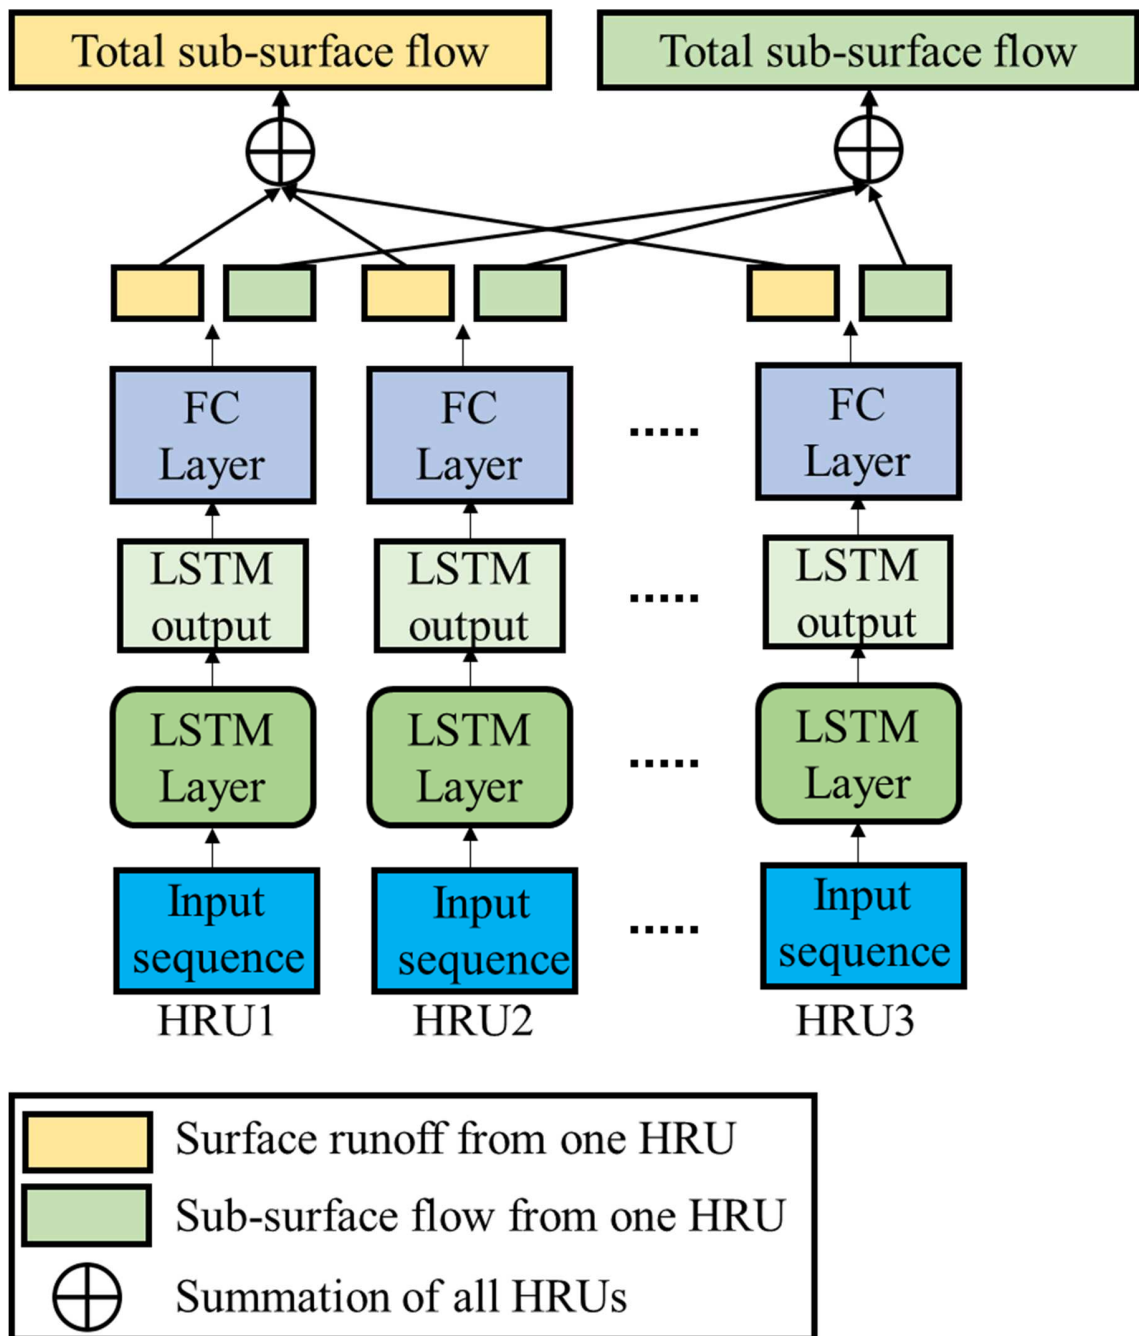 Total sub-surface flow
Total sub-surface flow
FC
Layer
FC
Layer
.....
FC
Layer
LSTM
output
LSTM
output
.....
LSTM
output
LSTM
Layer
LSTM
Layer
.....
LSTM
Layer
Input
sequence
Input
sequence
.....
Input
sequence
HRU1
HRU2
HRU3
Surface runoff from one HRU
Sub-surface flow from one HRU
Summation of all HRUs